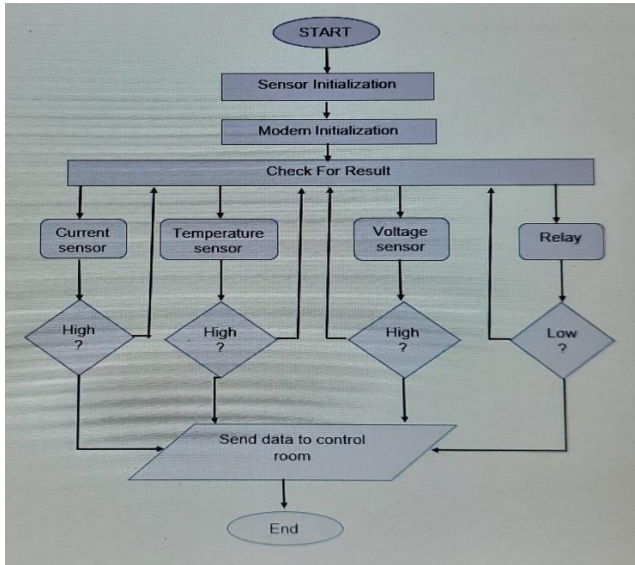 START
Sensor Initialization
Modem Initialization
Check For Result
Current
sensor
Temperature
sensor
Voltage
sensor
Relay
High
?
High
?
High
?
Low
?
Send data to control
room
End